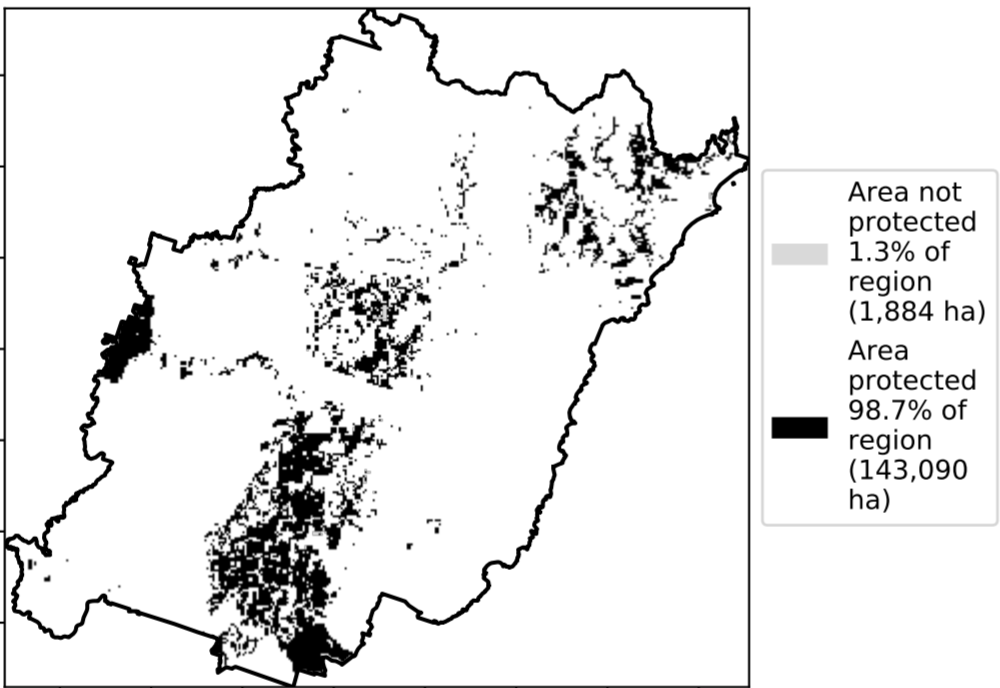 Area not
protected
1.3% of
region
(1,884 ha)
Area
protected
98.7% of
region
(143,090
ha)